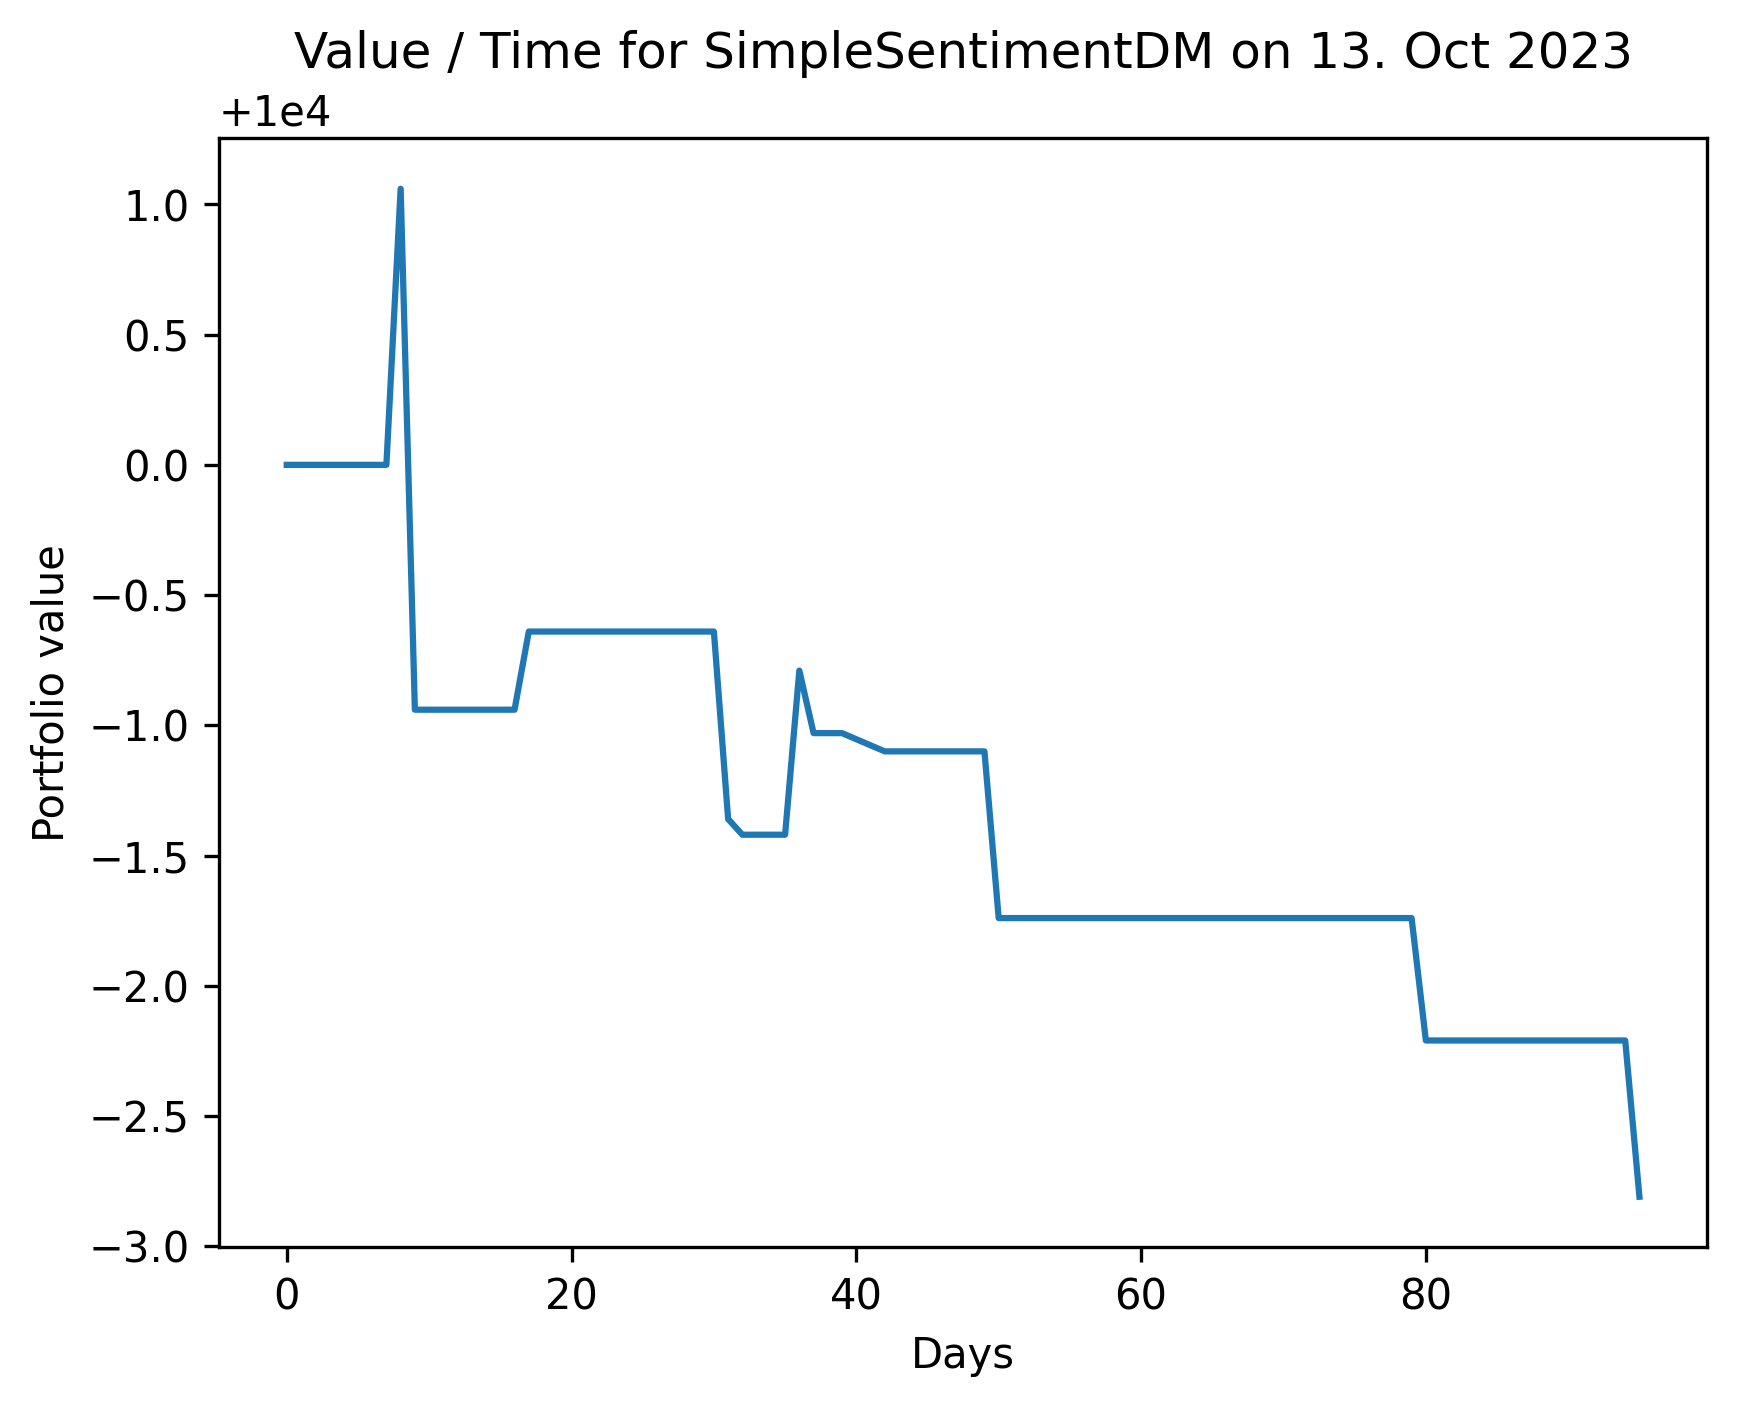 Value / Time for SimpleSentimentDM on 13. Oct 2023
+1e4
1.0
0.5
0.0
−0.5
−1.0
−1.5
−2.0
−2.5
−3.0
Portfolio value
0 20 40 60 80
Days